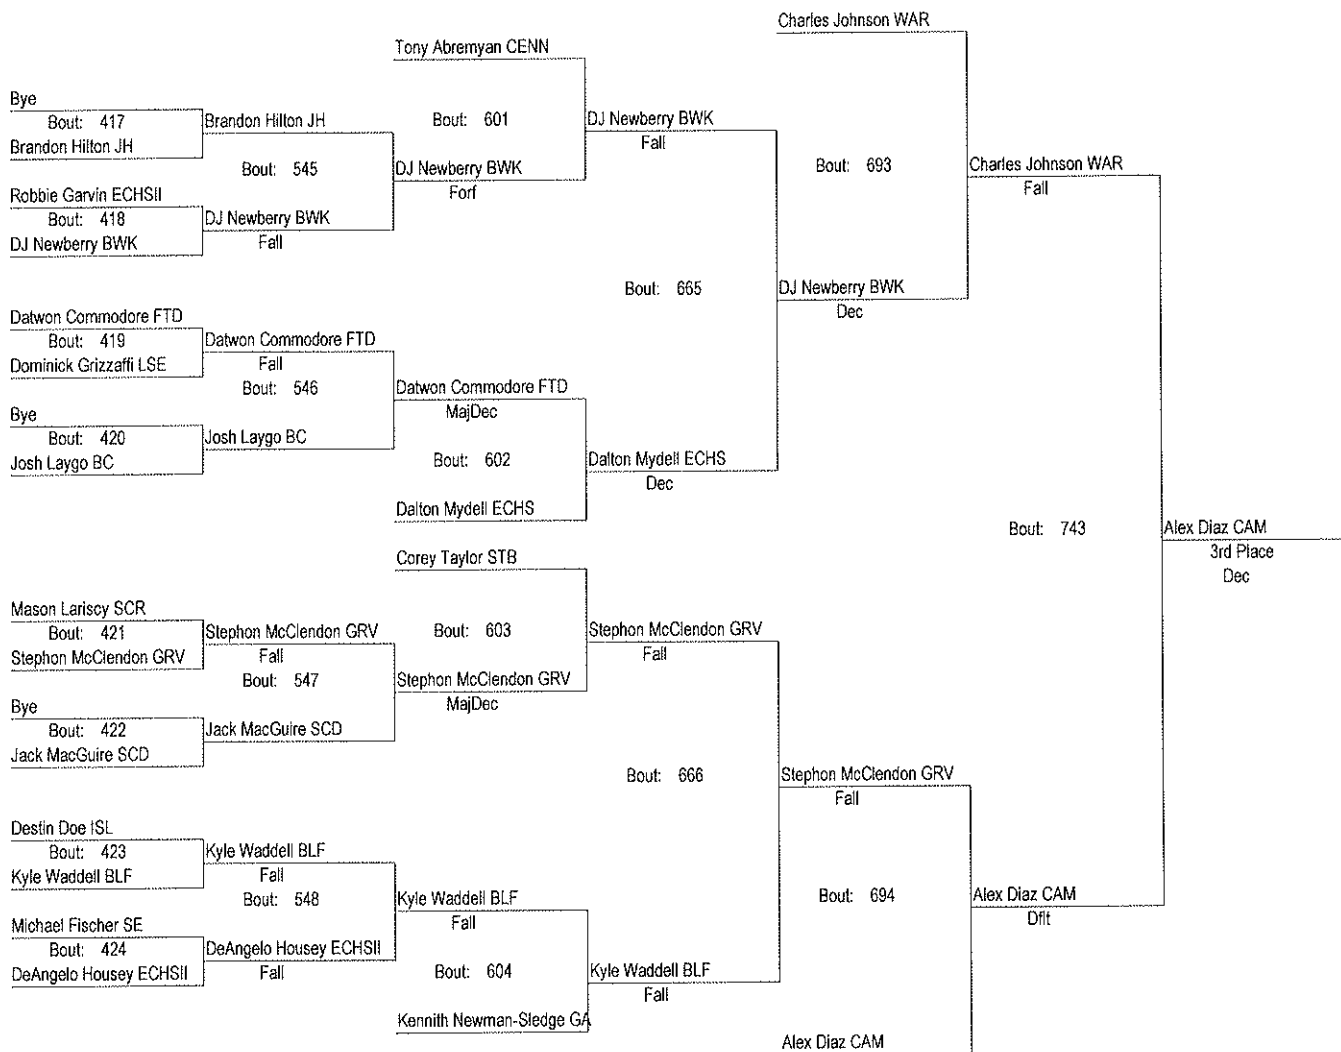 Charles Johnson WAR
Tony Abremyan CENN
Bye
Bout: 417
Brandon Hilton JH
Brandon Hilton JH
Bout: 601
DJ Newberry BWK
Fall
Bout: 545
DJ Newberry BWK
Forf
Bout: 693
Charles Johnson WAR
Fall
Robbie Garvin ECHSII
Bout: 418
DJ Newberry BWK
DJ Newberry BWK
Fall
Bout: 665
DJ Newberry BWK
Dec
Datwon Commodore FTD
Bout: 419
Dominick Grizzaffi LSE
Datwon Commodore FTD
Fall
Bout: 546
Datwon Commodore FTD
MajDec
Bye
Bout: 420
Josh Laygo BC
Josh Laygo BC
Bout: 602
Dalton Mydell ECHS
Dec
Dalton Mydell ECHS
Bout: 743
Alex Diaz CAM
3rd Place
Dec
Corey Taylor STB
Mason Lariscy SCR
Bout: 421
Stephon McClendon GRV
Stephon McClendon GRV
Fall
Bout: 603
Stephon McClendon GRV
Fall
Bout: 547
Stephon McClendon GRV
MajDec
Bye
Bout: 422
Jack MacGuire SCD
Jack MacGuire SCD
Bout: 666
Stephon McClendon GRV
Fall
Destin Doe ISL
Bout: 423
Kyle Waddell BLF
Kyle Waddell BLF
Fall
Bout: 548
Kyle Waddell BLF
Fall
Bout: 694
Alex Diaz CAM
Dflt
Michael Fischer SE
Bout: 424
DeAngelo Housey ECHSII
DeAngelo Housey ECHSII
Fall
Bout: 604
Kyle Waddell BLF
Fall
Kennith Newman-Sledge GA
Alex Diaz CAM